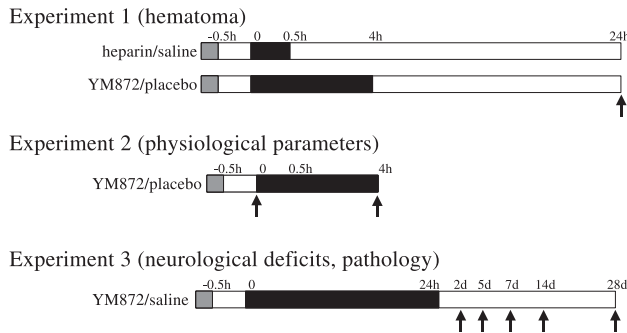 Experiment 1 (hematoma)
-0.5h 0 0.5h 4h 24h
heparin/saline
YM872/placebo
Experiment 2 (physiological parameters)
-0.5h 0 0.5h 4h
YM872/placebo
Experiment 3 (neurological deficits, pathology)
-0.5h 0 24h 2d 5d 7d 14d 28d
YM872/saline